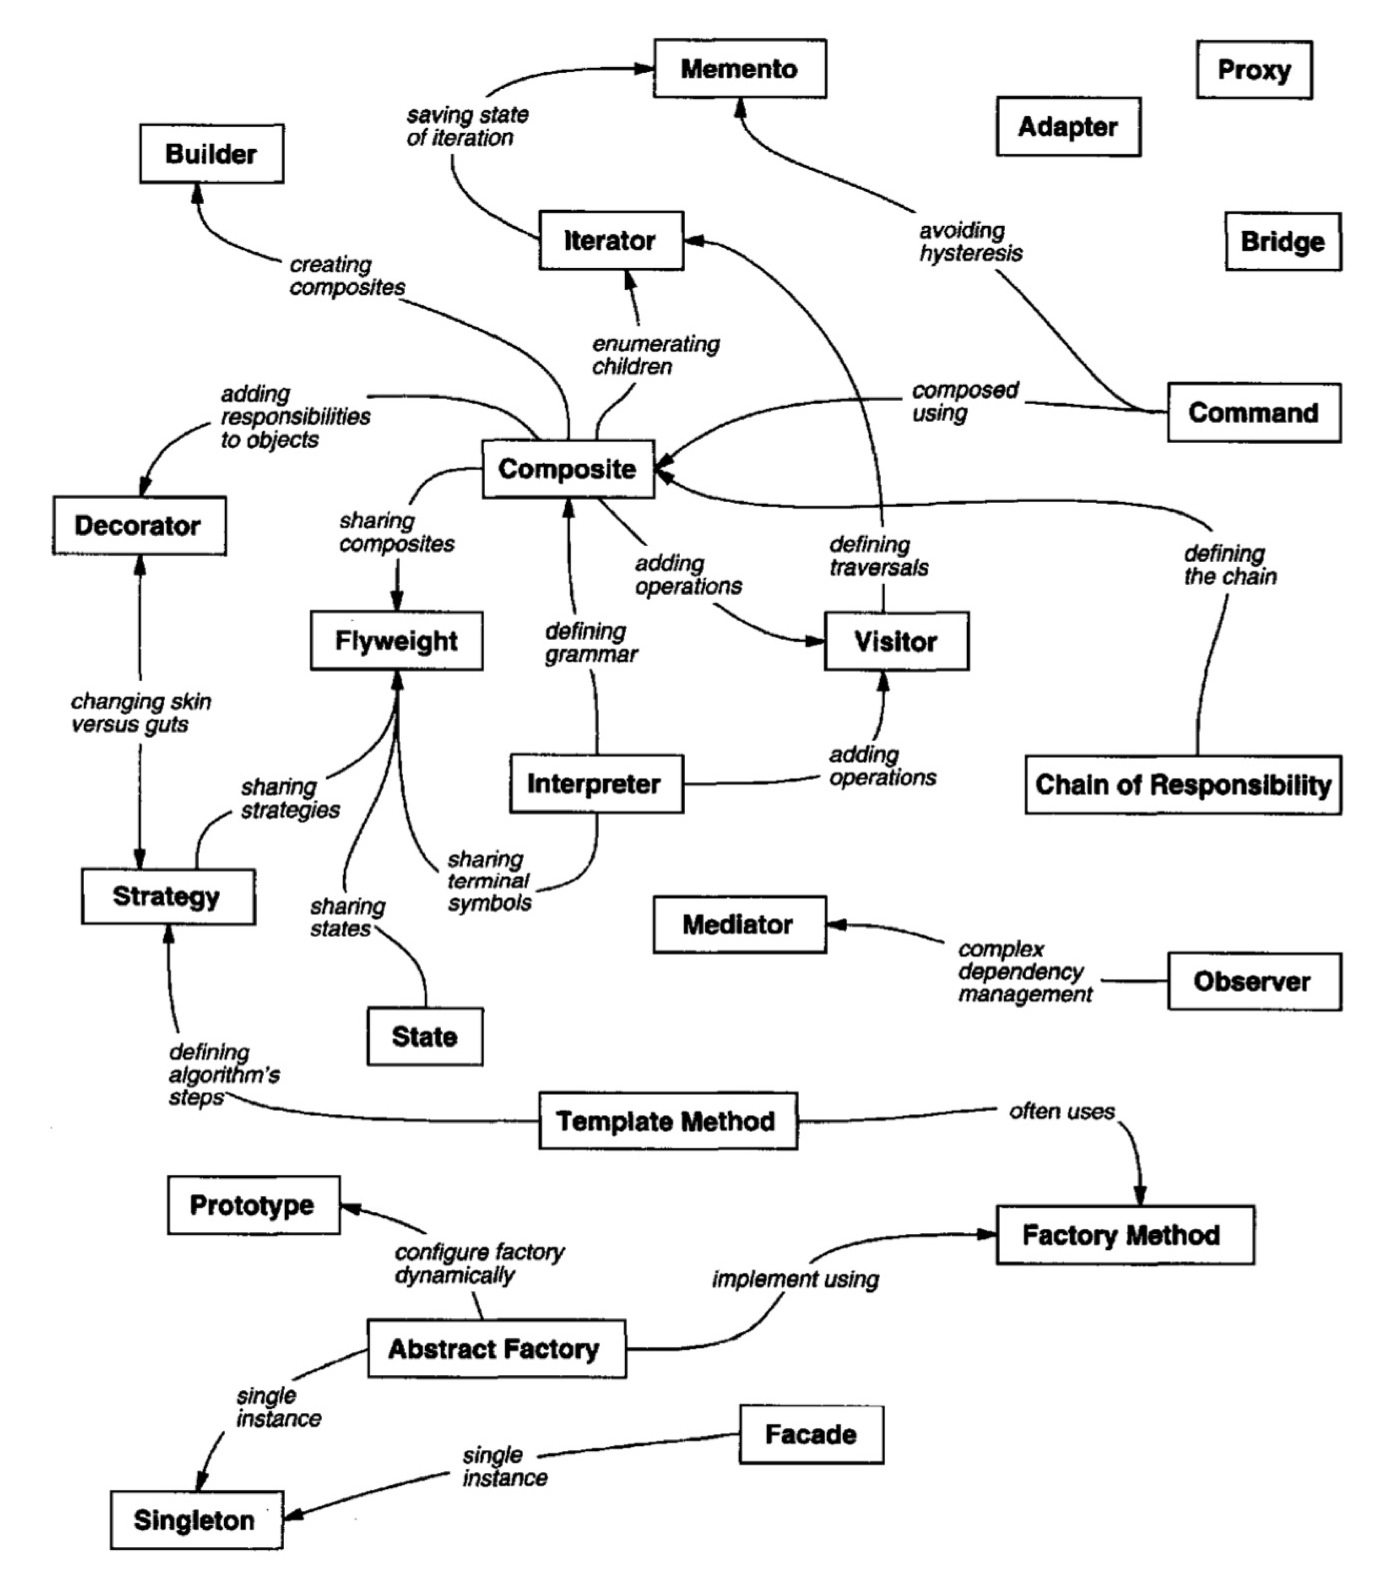 Memento
Proxy
Adapter
saving state
of iteration
Builder
Iterator
avoiding
hysteresis
Bridge
creating
composites
enumerating
children
adding
responsibilities
to objects
composed
using
Command
Composite
Decorator
sharing
composites
adding
operations
defining
traversals
defining
the chain
Flyweight
defining
grammar
Visitor
changing skin
versus guts
sharing
strategies
Interpreter
adding
operations
Chain of Responsibility
sharing
terminal
symbols
Strategy
sharing
states
Mediator
complex
dependency
management
Observer
State
defining
algorithm's
steps
Template Method
often uses
Prototype
Factory Method
configure factory
dynamically
implement using
Abstract Factory
single
instance
Facade
single
instance
Singleton